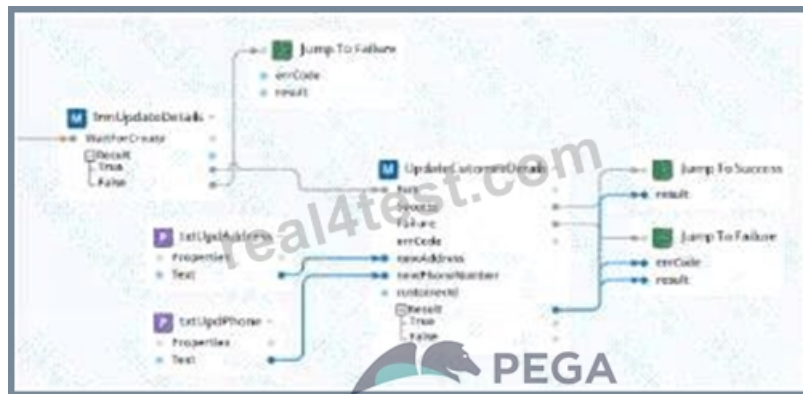 Jump To Failure
errCode
result
frmUpdateDetails
WaitForCreate
Result
True
False
UpdateCustomerDetails
Run
Success
Failure
errCode
newAddress
newPhoneNumber
customerId
Result
True
False
txtUpdAddress
Properties
Text
txtUpdPhone
Properties
Text
Jump To Success
result
Jump To Failure
errCode
result
real4test.com
PEGA